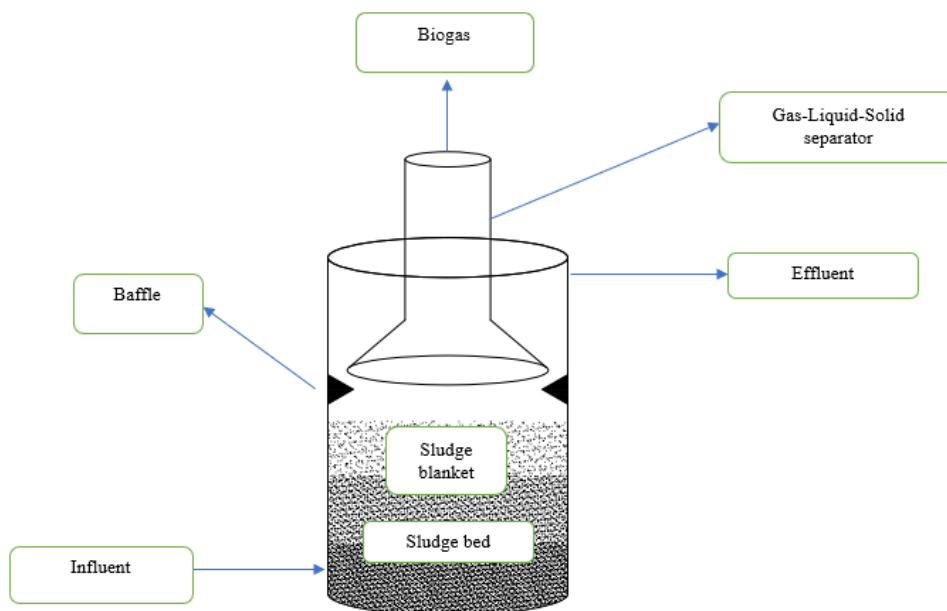 Biogas
Gas-Liquid-Solid
separator
Effluent
Baffle
Sludge
blanket
Sludge bed
Influent